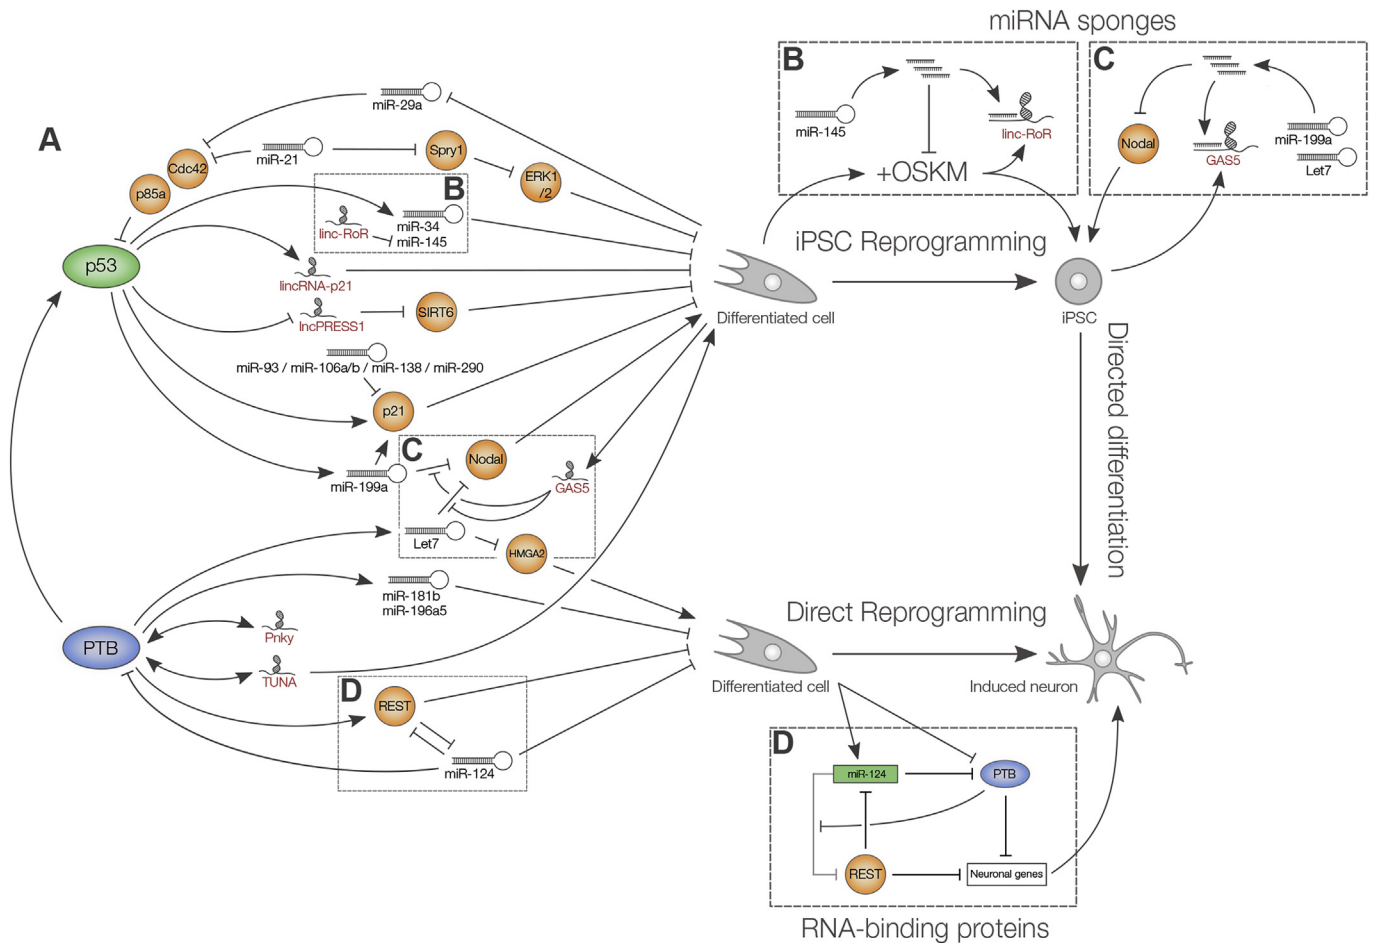 miRNA sponges
A
miR-29a
miR-21
Spry1
Cdc42
p85a
ERK1
/2
B
linc-RoR
miR-34
miR-145
p53
lincRNA-p21
lncPRESS1
SIRT6
miR-93 / miR-106a/b / miR-138 / miR-290
p21
C
Nodal
miR-199a
GAS5
Let7
HMGA2
miR-181b
miR-196a5
Pnky
PTB
TUNA
D
REST
miR-124
B
miR-145
linc-RoR
+OSKM
C
Nodal
GAS5
miR-199a
Let7
iPSC Reprogramming
Differentiated cell
iPSC
Directed differentiation
Direct Reprogramming
Differentiated cell
Induced neuron
D
miR-124
PTB
REST
Neuronal genes
RNA-binding proteins